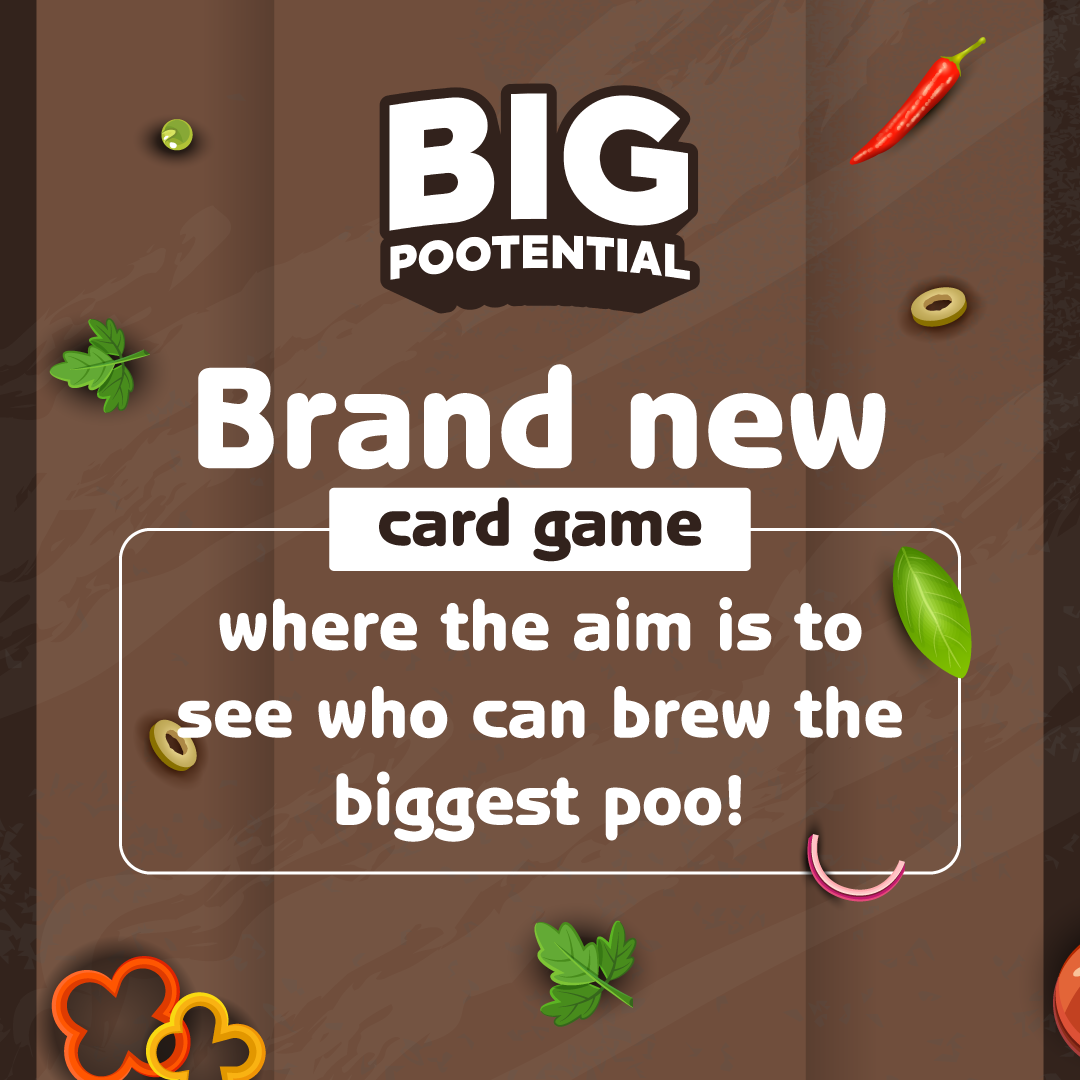 BIG
POOTENTIAL
Brand new
card game
where the aim is to
see who can brew the
biggest poo!